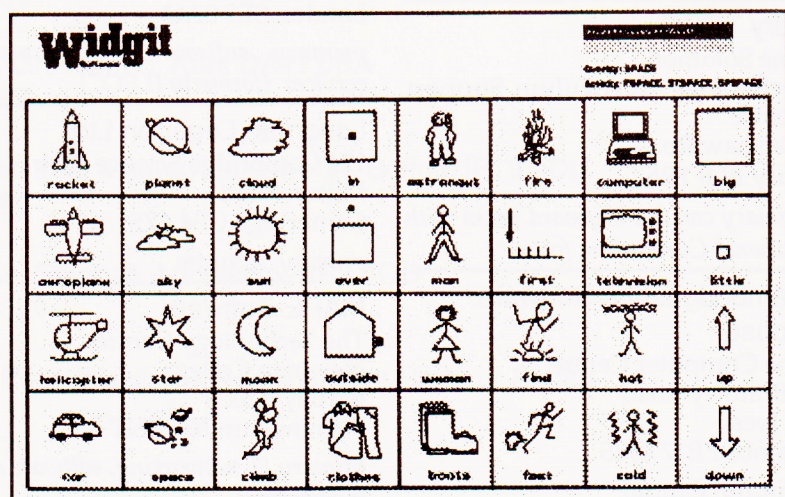 Widgit
Software
Overlay: SPACE
Activity: FSPACE, STSPACE, SPSPACE
rocket planet cloud in astronaut fire computer big
aeroplane sky sun over man first television little
helicopter star moon outside woman find hot up
car space climb clothes boots fast cold down